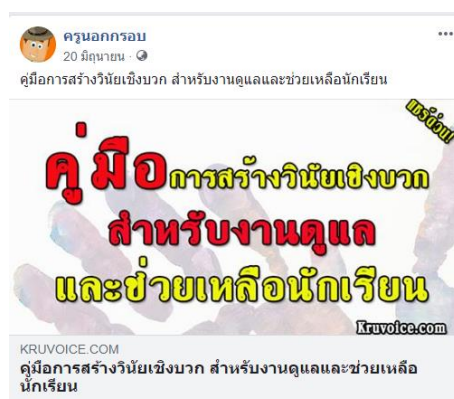 ครูนอกกรอบ
20 มิถุนายน ·
คู่มือการสร้างวินัยเชิงบวก สำหรับงานดูแลและช่วยเหลือนักเรียน
แชร์ด่วน!
คู่มือการสร้างวินัยเชิงบวก
สำหรับงานดูแล
และช่วยเหลือนักเรียน
Kruvoice.com
KRUVOICE.COM
คู่มือการสร้างวินัยเชิงบวก สำหรับงานดูแลและช่วยเหลือ
นักเรียน